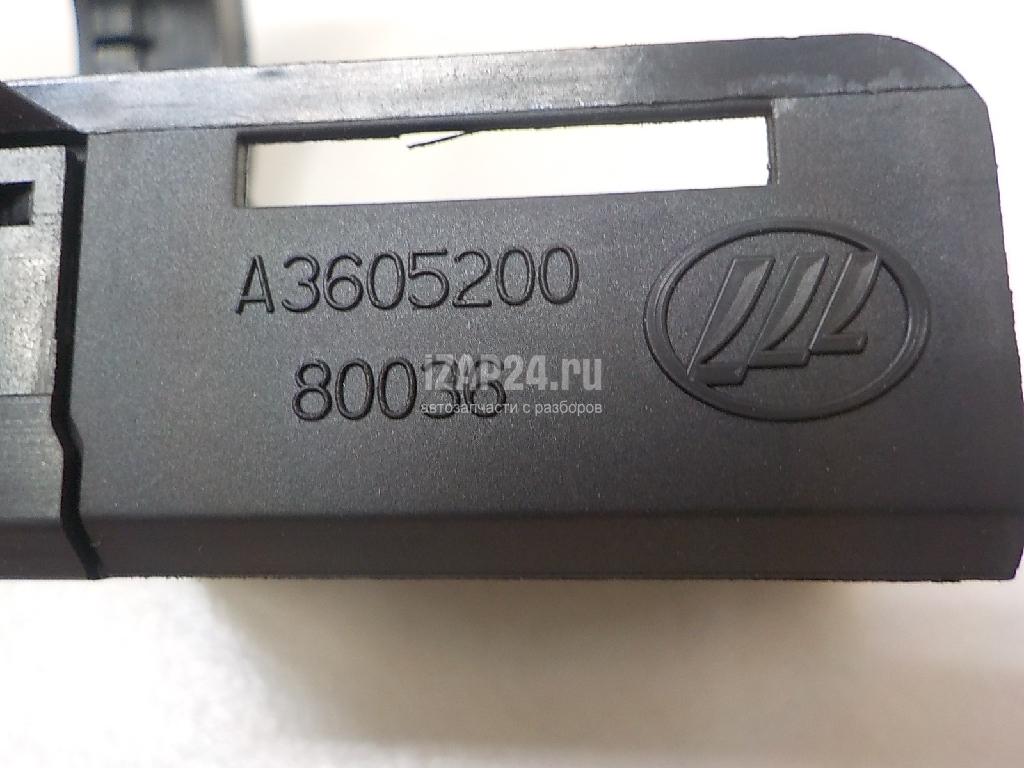 A3605200
80036
iZAP24.ru
автозапчасти с разборов